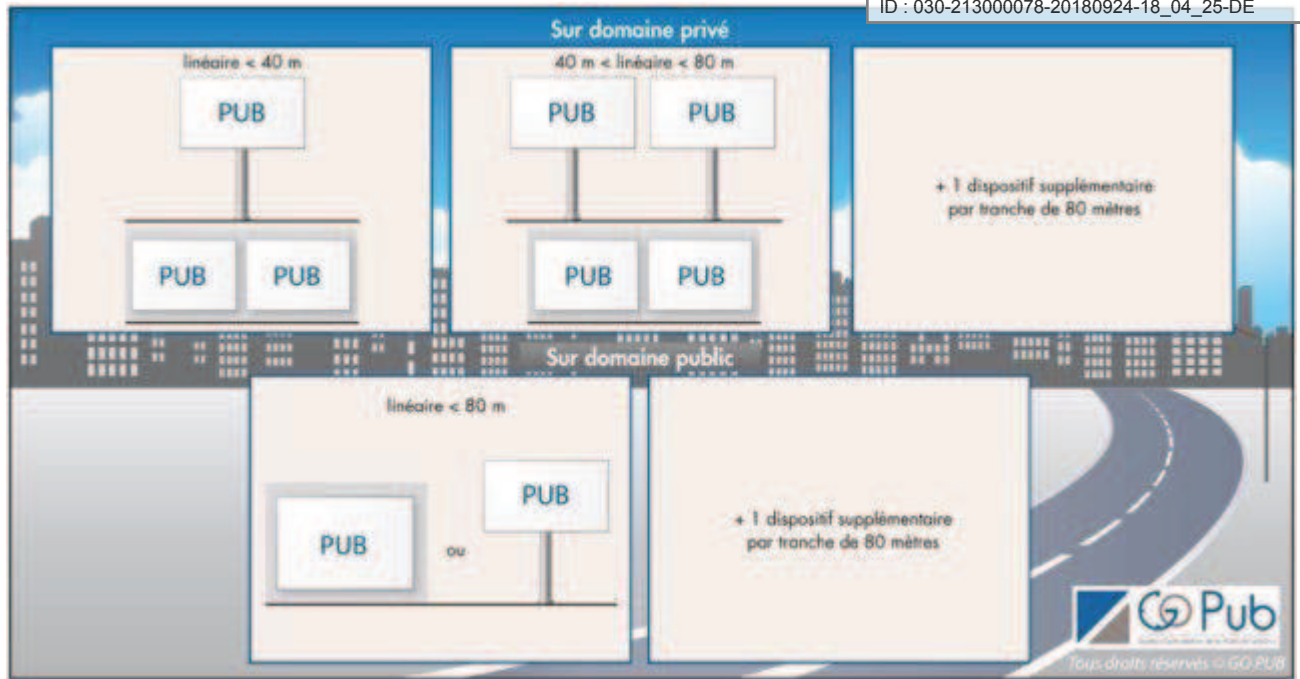 ID : 030-213000078-20180924-18_04_25-DE
Sur domaine privé
linéaire < 40 m
PUB
PUB PUB
40 m < linéaire < 80 m
PUB PUB
PUB PUB
+ 1 dispositif supplémentaire
par tranche de 80 mètres
Sur domaine public
linéaire < 80 m
PUB ou PUB
+ 1 dispositif supplémentaire
par tranche de 80 mètres
Go Pub
Tous droits réservés © GO PUB